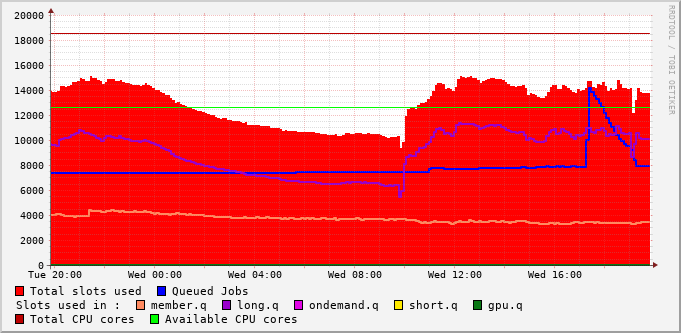 RRDTOOL / TOBI OETIKER
20000
18000
16000
14000
12000
10000
8000
6000
4000
2000
0
Tue 20:00 Wed 00:00 Wed 04:00 Wed 08:00 Wed 12:00 Wed 16:00
Total slots used Queued Jobs
Slots used in : member.q long.q ondemand.q short.q gpu.q
Total CPU cores Available CPU cores